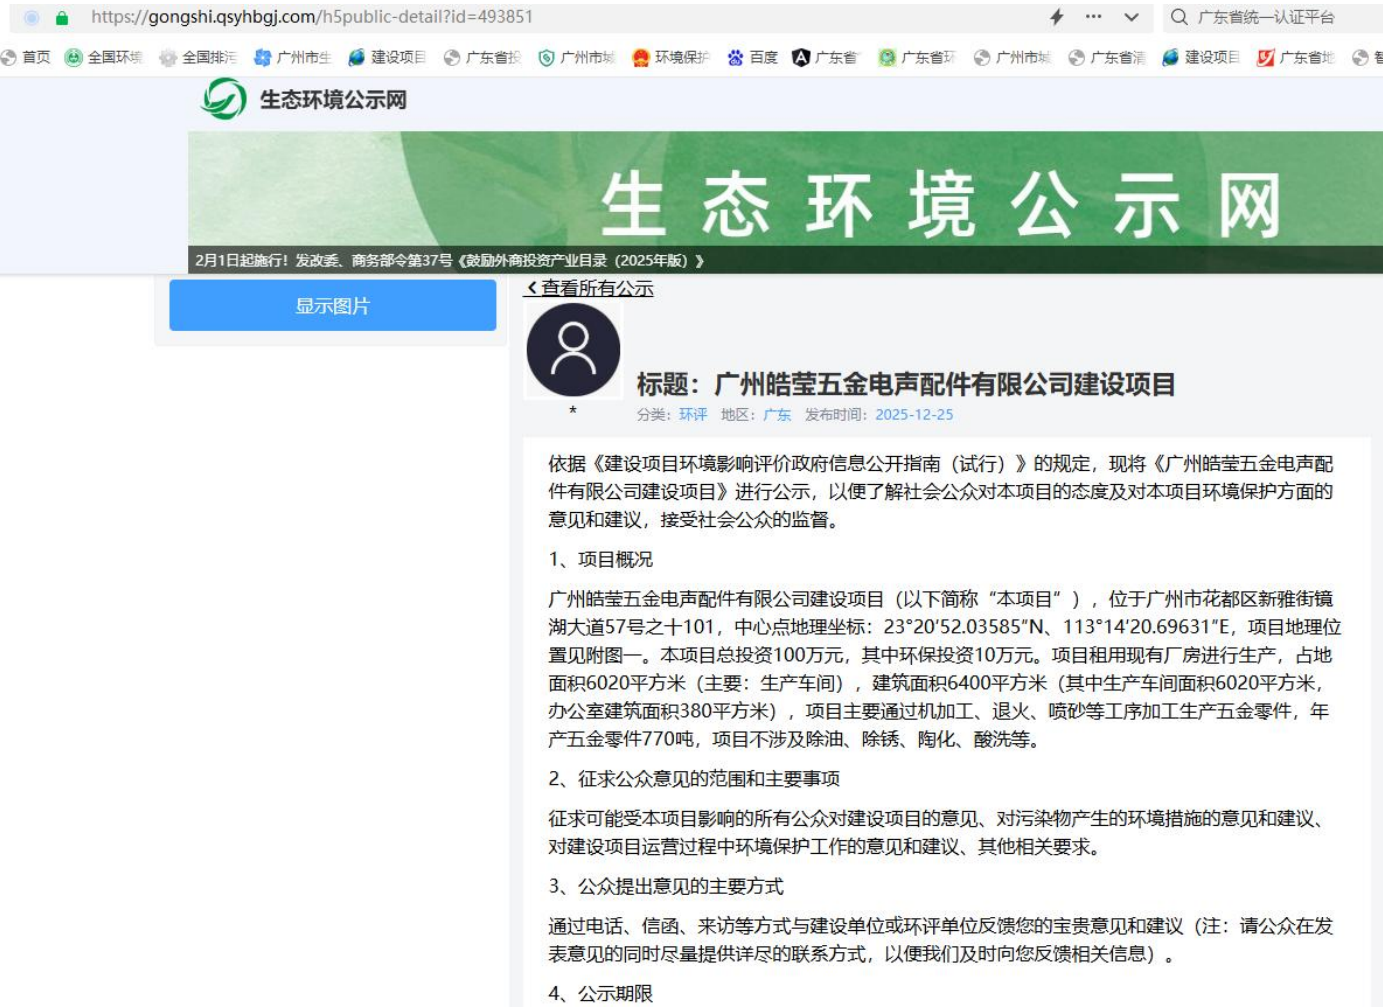 https://gongshi.qsyhbgj.com/h5public-detail?id=493851
广东省统一认证平台
首页 全国环境 全国排污 广州市生 建设项目 广东省投 广州市城 环境保护 百度 广东省 广东省环 广州市城 广东省清 建设项目 广东省地
生态环境公示网
生态环境公示网
2月1日起施行！发改委、商务部令第37号《鼓励外商投资产业目录（2025年版）》
显示图片
查看所有公示
*
标题：广州皓莹五金电声配件有限公司建设项目
分类：环评 地区：广东 发布时间：2025-12-25
依据《建设项目环境影响评价政府信息公开指南（试行）》的规定，现将《广州皓莹五金电声配
件有限公司建设项目》进行公示，以便了解社会公众对本项目的态度及对本项目环境保护方面的
意见和建议，接受社会公众的监督。
1、项目概况
广州皓莹五金电声配件有限公司建设项目（以下简称“本项目”），位于广州市花都区新雅街镜
湖大道57号之十101，中心点地理坐标：23°20′52.03585″N、113°14′20.69631″E，项目地理位
置见附图一。本项目总投资100万元，其中环保投资10万元。项目租用现有厂房进行生产，占地
面积6020平方米（主要：生产车间），建筑面积6400平方米（其中生产车间面积6020平方米，
办公室建筑面积380平方米），项目主要通过机加工、退火、喷砂等工序加工生产五金零件，年
产五金零件770吨，项目不涉及除油、除锈、陶化、酸洗等。
2、征求公众意见的范围和主要事项
征求可能受本项目影响的所有公众对建设项目的意见、对污染物产生的环境措施的意见和建议、
对建设项目运营过程中环境保护工作的意见和建议、其他相关要求。
3、公众提出意见的主要方式
通过电话、信函、来访等方式与建设单位或环评单位反馈您的宝贵意见和建议（注：请公众在发
表意见的同时尽量提供详尽的联系方式，以便我们及时向您反馈相关信息）。
4、公示期限